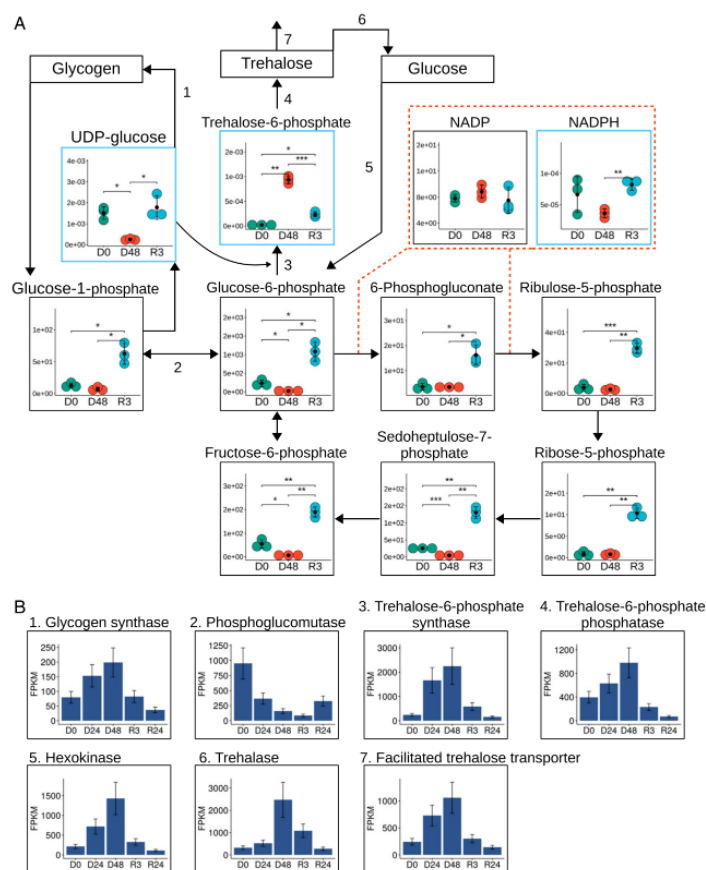 A
7
6
Glycogen
Trehalose
Glucose
1
4
UDP-glucose
Trehalose-6-phosphate
NADP
NADPH
4e-03
3e-03
2e-03
1e-03
0e+00
* *
D0 D48 R3
2e-03
1e-03
5e-04
0e+00
*
***
**
D0 D48 R3
5
2e+01
8e+00
4e+00
D0 D48 R3
1e-04
5e-05
**
D0 D48 R3
3
Glucose-1-phosphate
Glucose-6-phosphate
6-Phosphogluconate
Ribulose-5-phosphate
1e+02
5e+01
0e+00
*
*
D0 D48 R3
2
2e+03
2e+03
1e+03
5e+02
0e+00
*
*
*
D0 D48 R3
3e+01
2e+01
1e+01
*
*
D0 D48 R3
4e+01
2e+01
0e+00
***
**
D0 D48 R3
Fructose-6-phosphate
Sedoheptulose-7-
phosphate
Ribose-5-phosphate
3e+02
2e+02
1e+02
0e+00
**
**
*
D0 D48 R3
2e+02
2e+02
1e+02
5e+01
0e+00
**
**
***
D0 D48 R3
2e+01
1e+01
5e+00
0e+00
**
**
D0 D48 R3
B
1. Glycogen synthase
2. Phosphoglucomutase
3. Trehalose-6-phosphate
synthase
4. Trehalose-6-phosphate
phosphatase
FPKM
250
200
150
100
50
0
D0 D24 D48 R3 R24
1250
1000
750
500
250
0
D0 D24 D48 R3 R24
FPKM
3000
2000
1000
0
D0 D24 D48 R3 R24
FPKM
1200
800
400
0
D0 D24 D48 R3 R24
5. Hexokinase
6. Trehalase
7. Facilitated trehalose transporter
FPKM
1500
1000
500
0
D0 D24 D48 R3 R24
3000
2000
1000
0
D0 D24 D48 R3 R24
FPKM
1000
500
0
D0 D24 D48 R3 R24